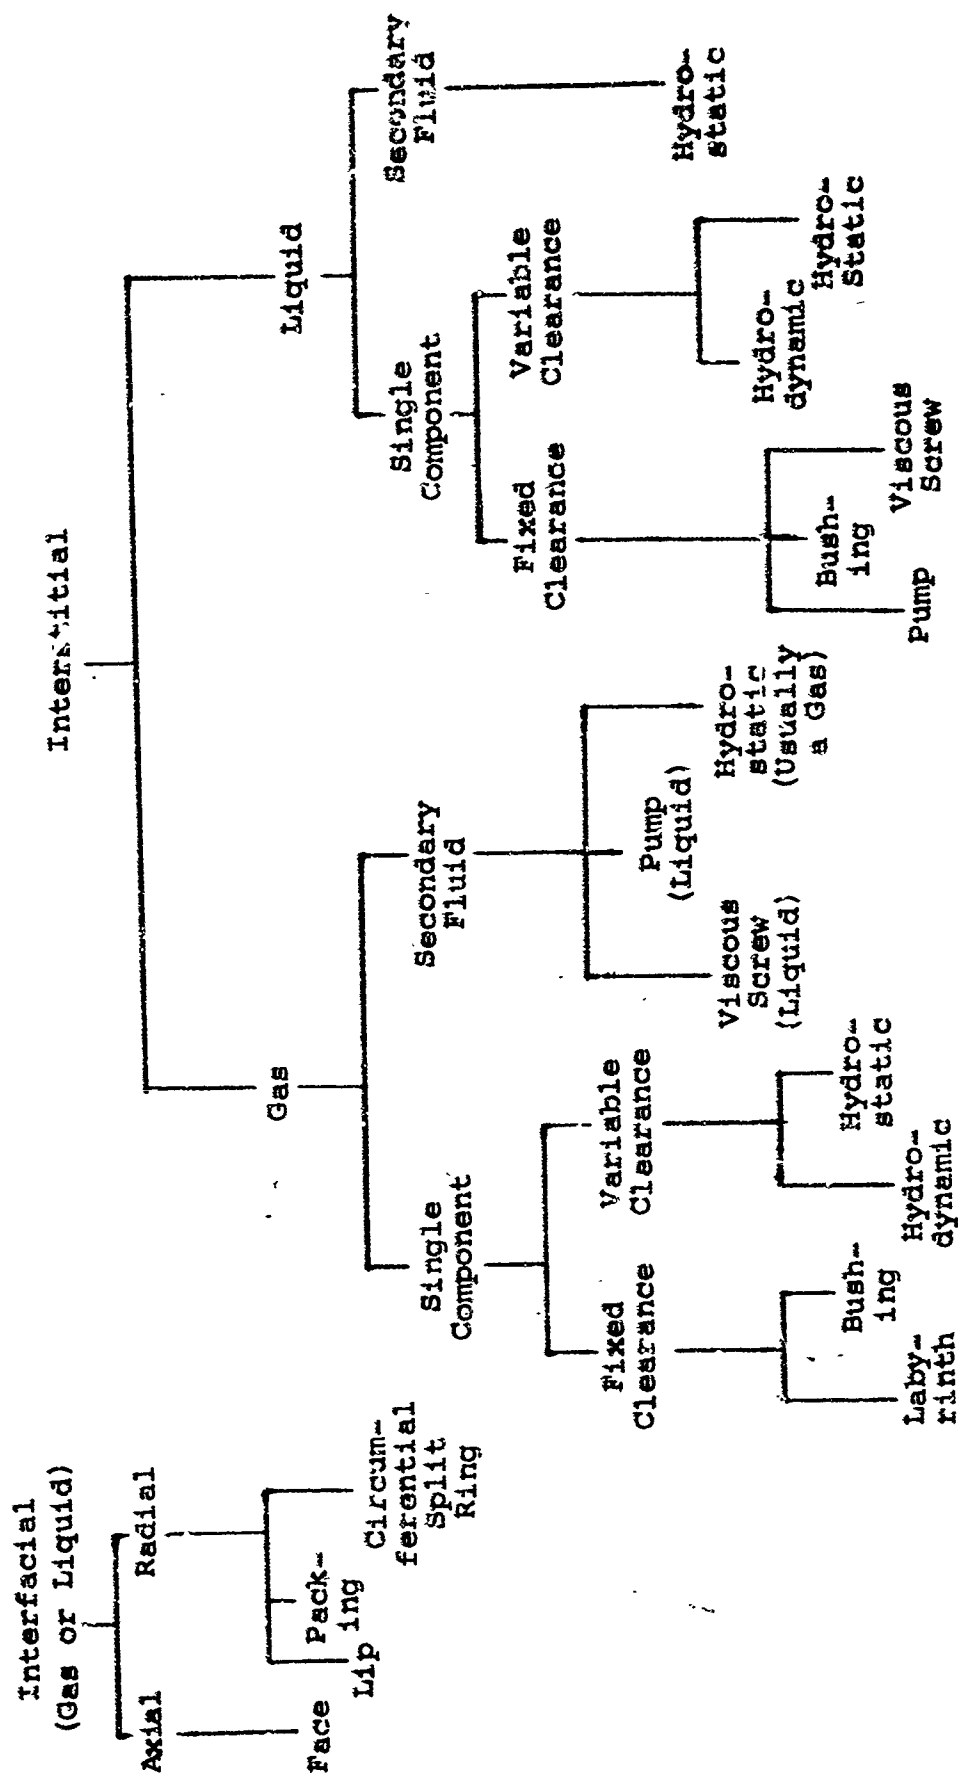 Interfacial
(Gas or Liquid)
Axial
Radial
Face
Lip
Pack-
ing
Circum-
ferential
Split
Ring
Interstitial
Gas
Liquid
Single
Component
Secondary
Fluid
Fixed
Clearance
Variable
Clearance
Laby-
rinth
Bush-
ing
Hydro-
dynamic
Hydro-
static
Viscous
Screw
(Liquid)
Pump
(Liquid)
Hydro-
static
(Usually
a Gas)
Single
Component
Secondary
Fluid
Fixed
Clearance
Variable
Clearance
Pump
Bush-
ing
Viscous
Screw
Hydro-
dynamic
Hydro-
Static
Hydro-
static